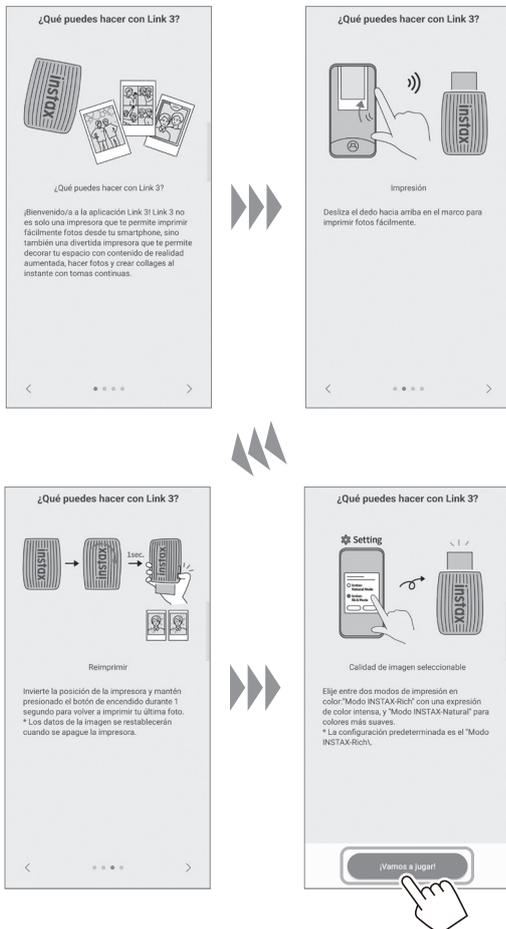 ¿Qué puedes hacer con Link 3?
instax
¿Qué puedes hacer con Link 3?
¡Bienvenido/a a la aplicación Link 3! Link 3 no
es solo una impresora que te permite imprimir
fácilmente fotos desde tu smartphone, sino
también una divertida impresora que te permite
decorar tu espacio con contenido de realidad
aumentada, hacer fotos y crear collages al
instante con tomas continuas.
¿Qué puedes hacer con Link 3?
instax
Impresión
Desliza el dedo hacia arriba en el marco para
imprimir fotos fácilmente.
¿Qué puedes hacer con Link 3?
instax
instax
1sec.
instax
Reimprimir
Invierte la posición de la impresora y mantén
presionado el botón de encendido durante 1
segundo para volver a imprimir tu última foto.
* Los datos de la imagen se restablecerán
cuando se apague la impresora.
¿Qué puedes hacer con Link 3?
Setting
instax
Natural Mode
instax
Rich Mode
instax
Calidad de imagen seleccionable
Elije entre dos modos de impresión en
color:"Modo INSTAX-Rich" con una expresión
de color intensa, y "Modo INSTAX-Natural" para
colores más suaves.
* La configuración predeterminada es el "Modo
INSTAX-Rich\.
¡Vamos a jugar!